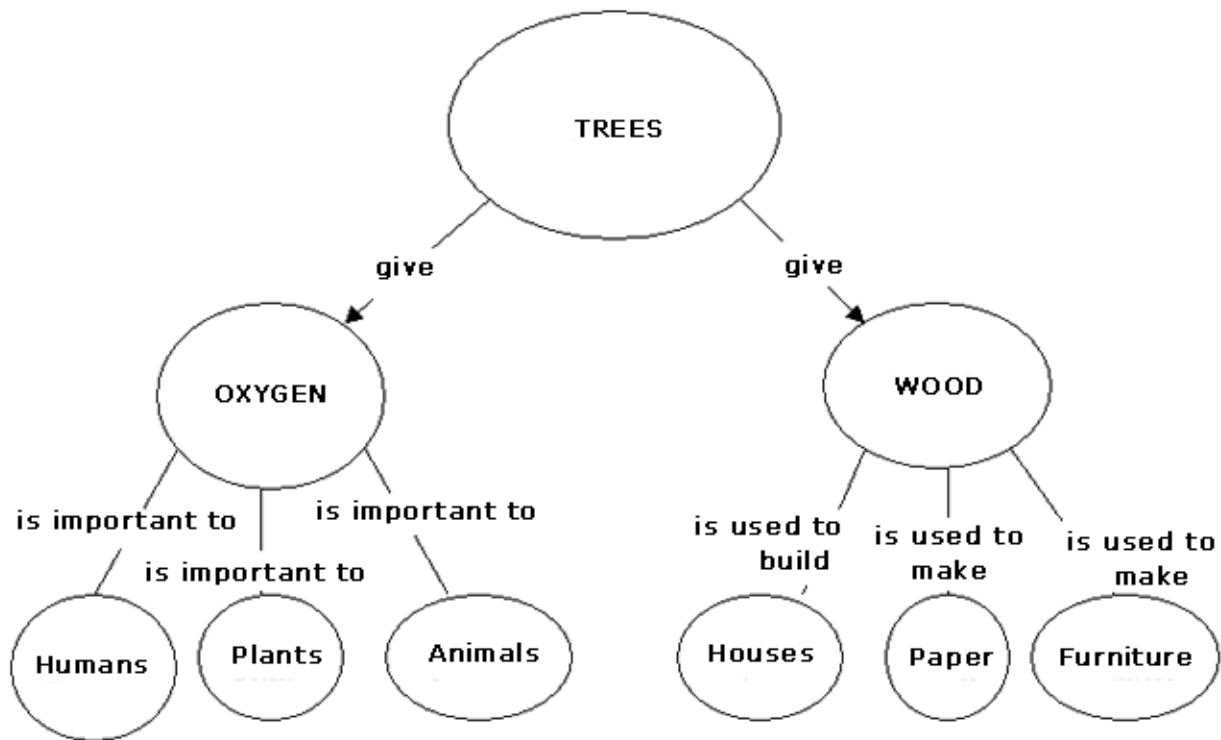 TREES
give
give
OXYGEN
WOOD
is important to
is important to
is important to
is used to
build
is used to
make
is used to
make
Humans
Plants
Animals
Houses
Paper
Furniture